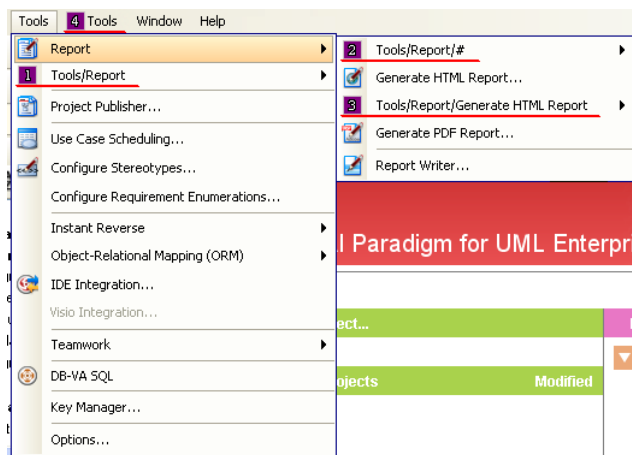 Tools 4 Tools Window Help
Report
1 Tools/Report
Project Publisher...
Use Case Scheduling...
Configure Stereotypes...
Configure Requirement Enumerations...
Instant Reverse
Object-Relational Mapping (ORM)
IDE Integration...
Visio Integration...
Teamwork
DB-VA SQL
Key Manager...
Options...
2 Tools/Report/#
Generate HTML Report...
3 Tools/Report/Generate HTML Report
Generate PDF Report...
Report Writer...
l Paradigm for UML Enterpri
ect...
ojects Modified